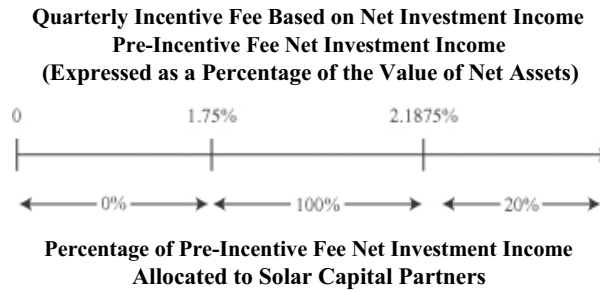 Quarterly Incentive Fee Based on Net Investment Income
Pre-Incentive Fee Net Investment Income
(Expressed as a Percentage of the Value of Net Assets)
0 1.75% 2.1875%
0% 100% 20%
Percentage of Pre-Incentive Fee Net Investment Income
Allocated to Solar Capital Partners